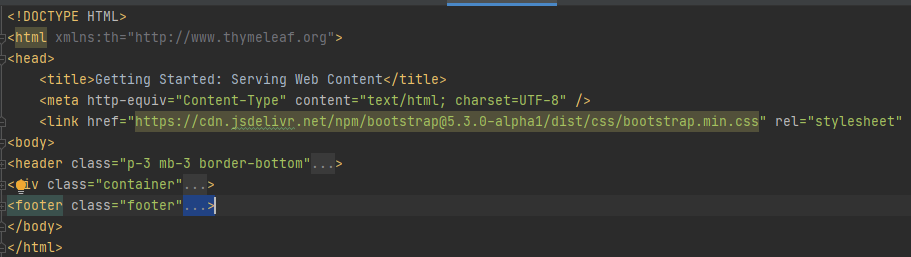 <!DOCTYPE HTML>
<html xmlns:th="http://www.thymeleaf.org">
<head>
    <title>Getting Started: Serving Web Content</title>
    <meta http-equiv="Content-Type" content="text/html; charset=UTF-8" />
    <link href="https://cdn.jsdelivr.net/npm/bootstrap@5.3.0-alpha1/dist/css/bootstrap.min.css" rel="stylesheet"
<body>
<header class="p-3 mb-3 border-bottom"...>
<div class="container"...>
<footer class="footer"...>
</body>
</html>